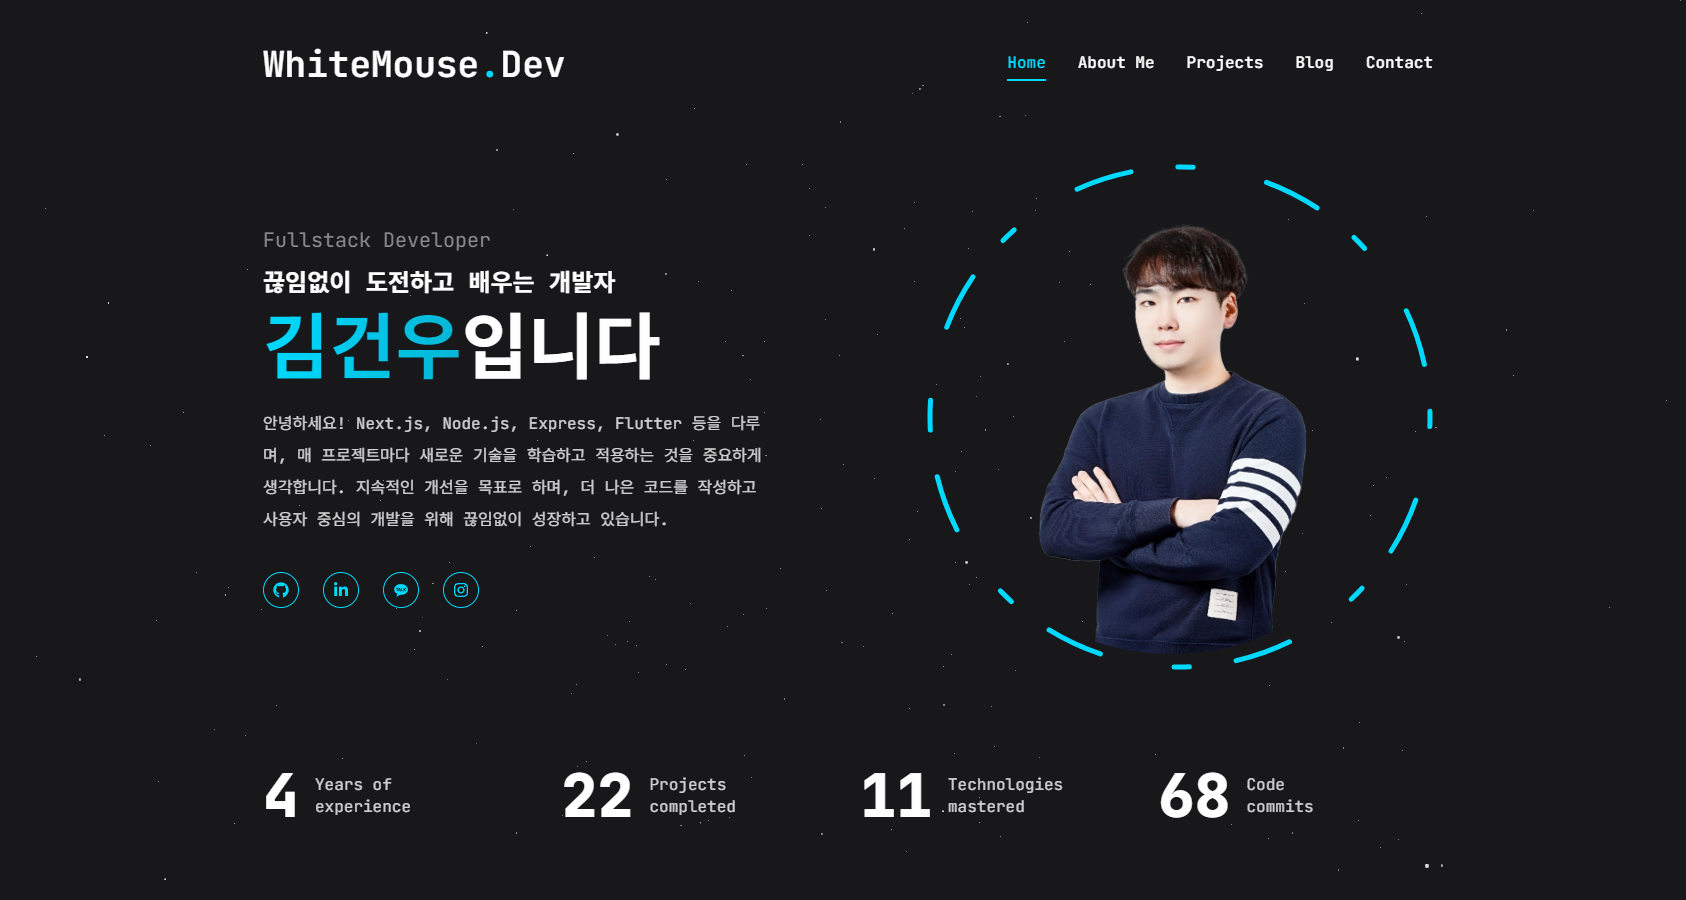 WhiteMouse.Dev
Home About Me Projects Blog Contact
Fullstack Developer
끊임없이 도전하고 배우는 개발자
김건우입니다
안녕하세요! Next.js, Node.js, Express, Flutter 등을 다루
며, 매 프로젝트마다 새로운 기술을 학습하고 적용하는 것을 중요하게
생각합니다. 지속적인 개선을 목표로 하며, 더 나은 코드를 작성하고
사용자 중심의 개발을 위해 끊임없이 성장하고 있습니다.
in
TALK
4 Years of
experience
22 Projects
completed
11 Technologies
mastered
68 Code
commits